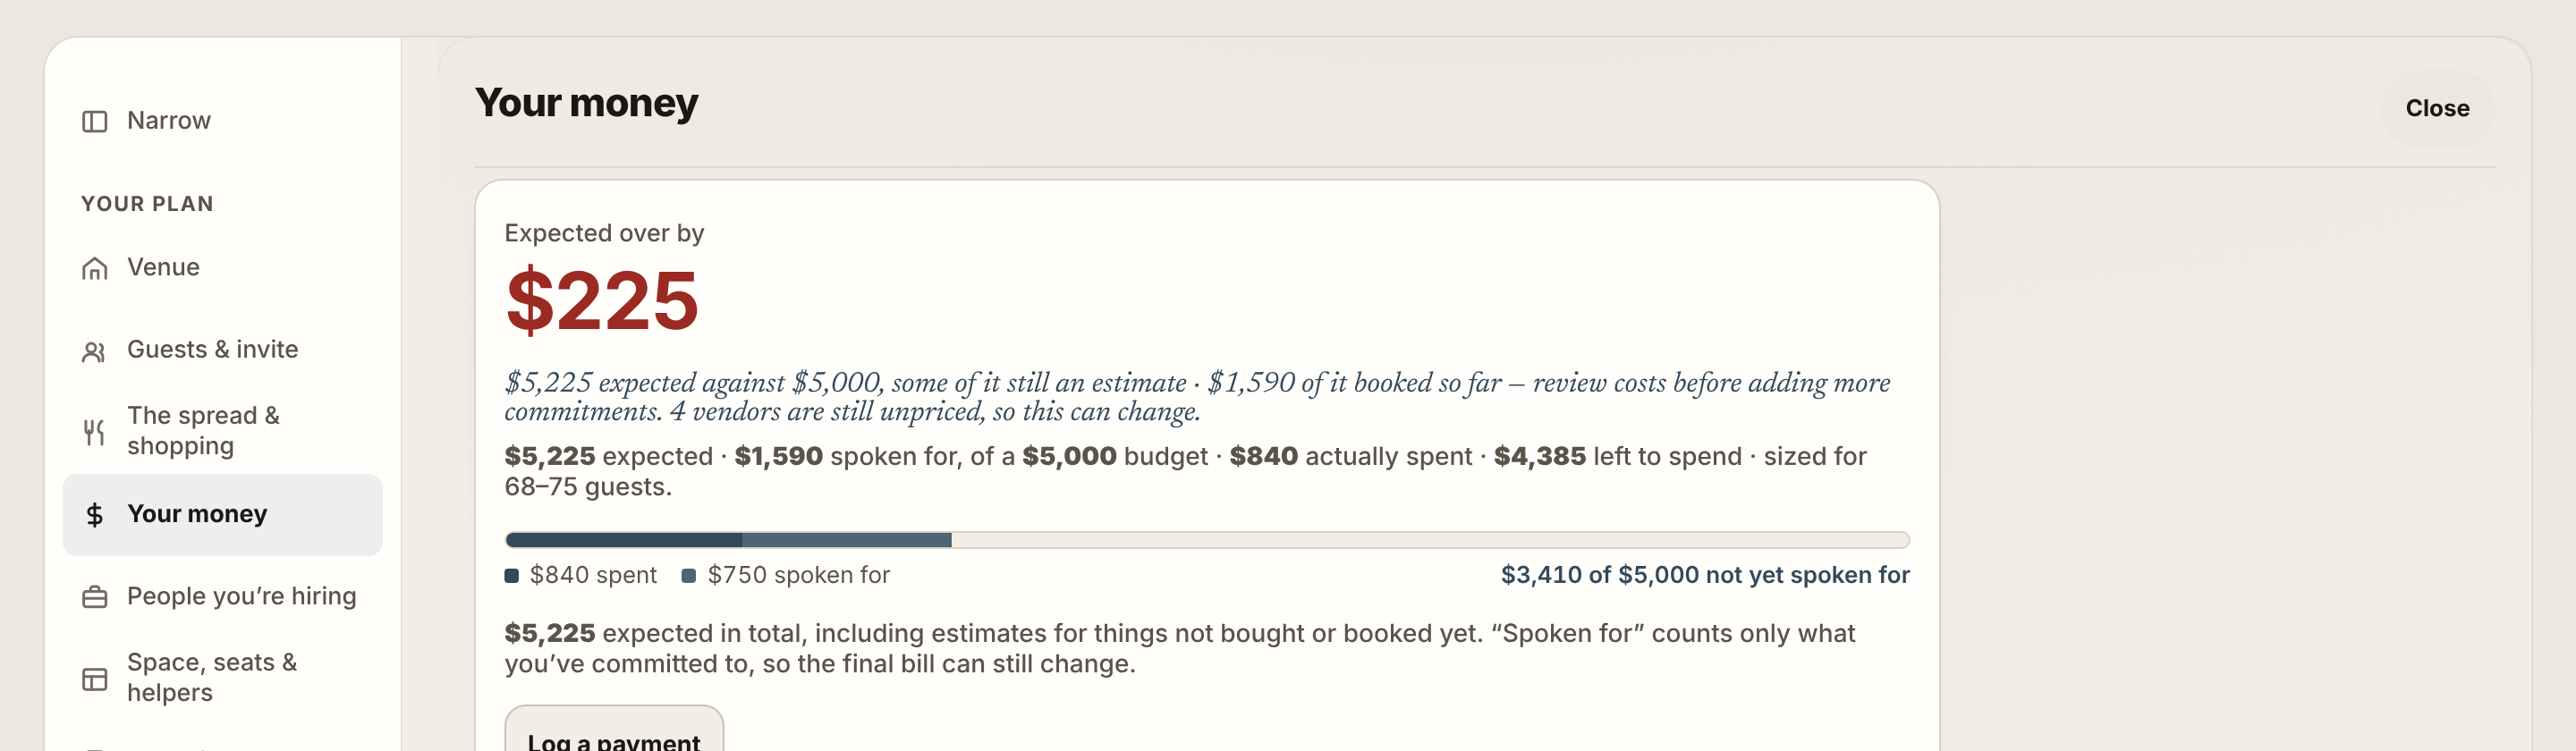 Narrow
YOUR PLAN
Venue
Guests & invite
The spread &
shopping
Your money
People you’re hiring
Space, seats &
helpers
Your money
Close
Expected over by
$225
$5,225 expected against $5,000, some of it still an estimate · $1,590 of it booked so far – review costs before adding more
commitments. 4 vendors are still unpriced, so this can change.
$5,225 expected · $1,590 spoken for, of a $5,000 budget · $840 actually spent · $4,385 left to spend · sized for
68–75 guests.
$840 spent
$750 spoken for
$3,410 of $5,000 not yet spoken for
$5,225 expected in total, including estimates for things not bought or booked yet. “Spoken for” counts only what
you’ve committed to, so the final bill can still change.
Log a payment